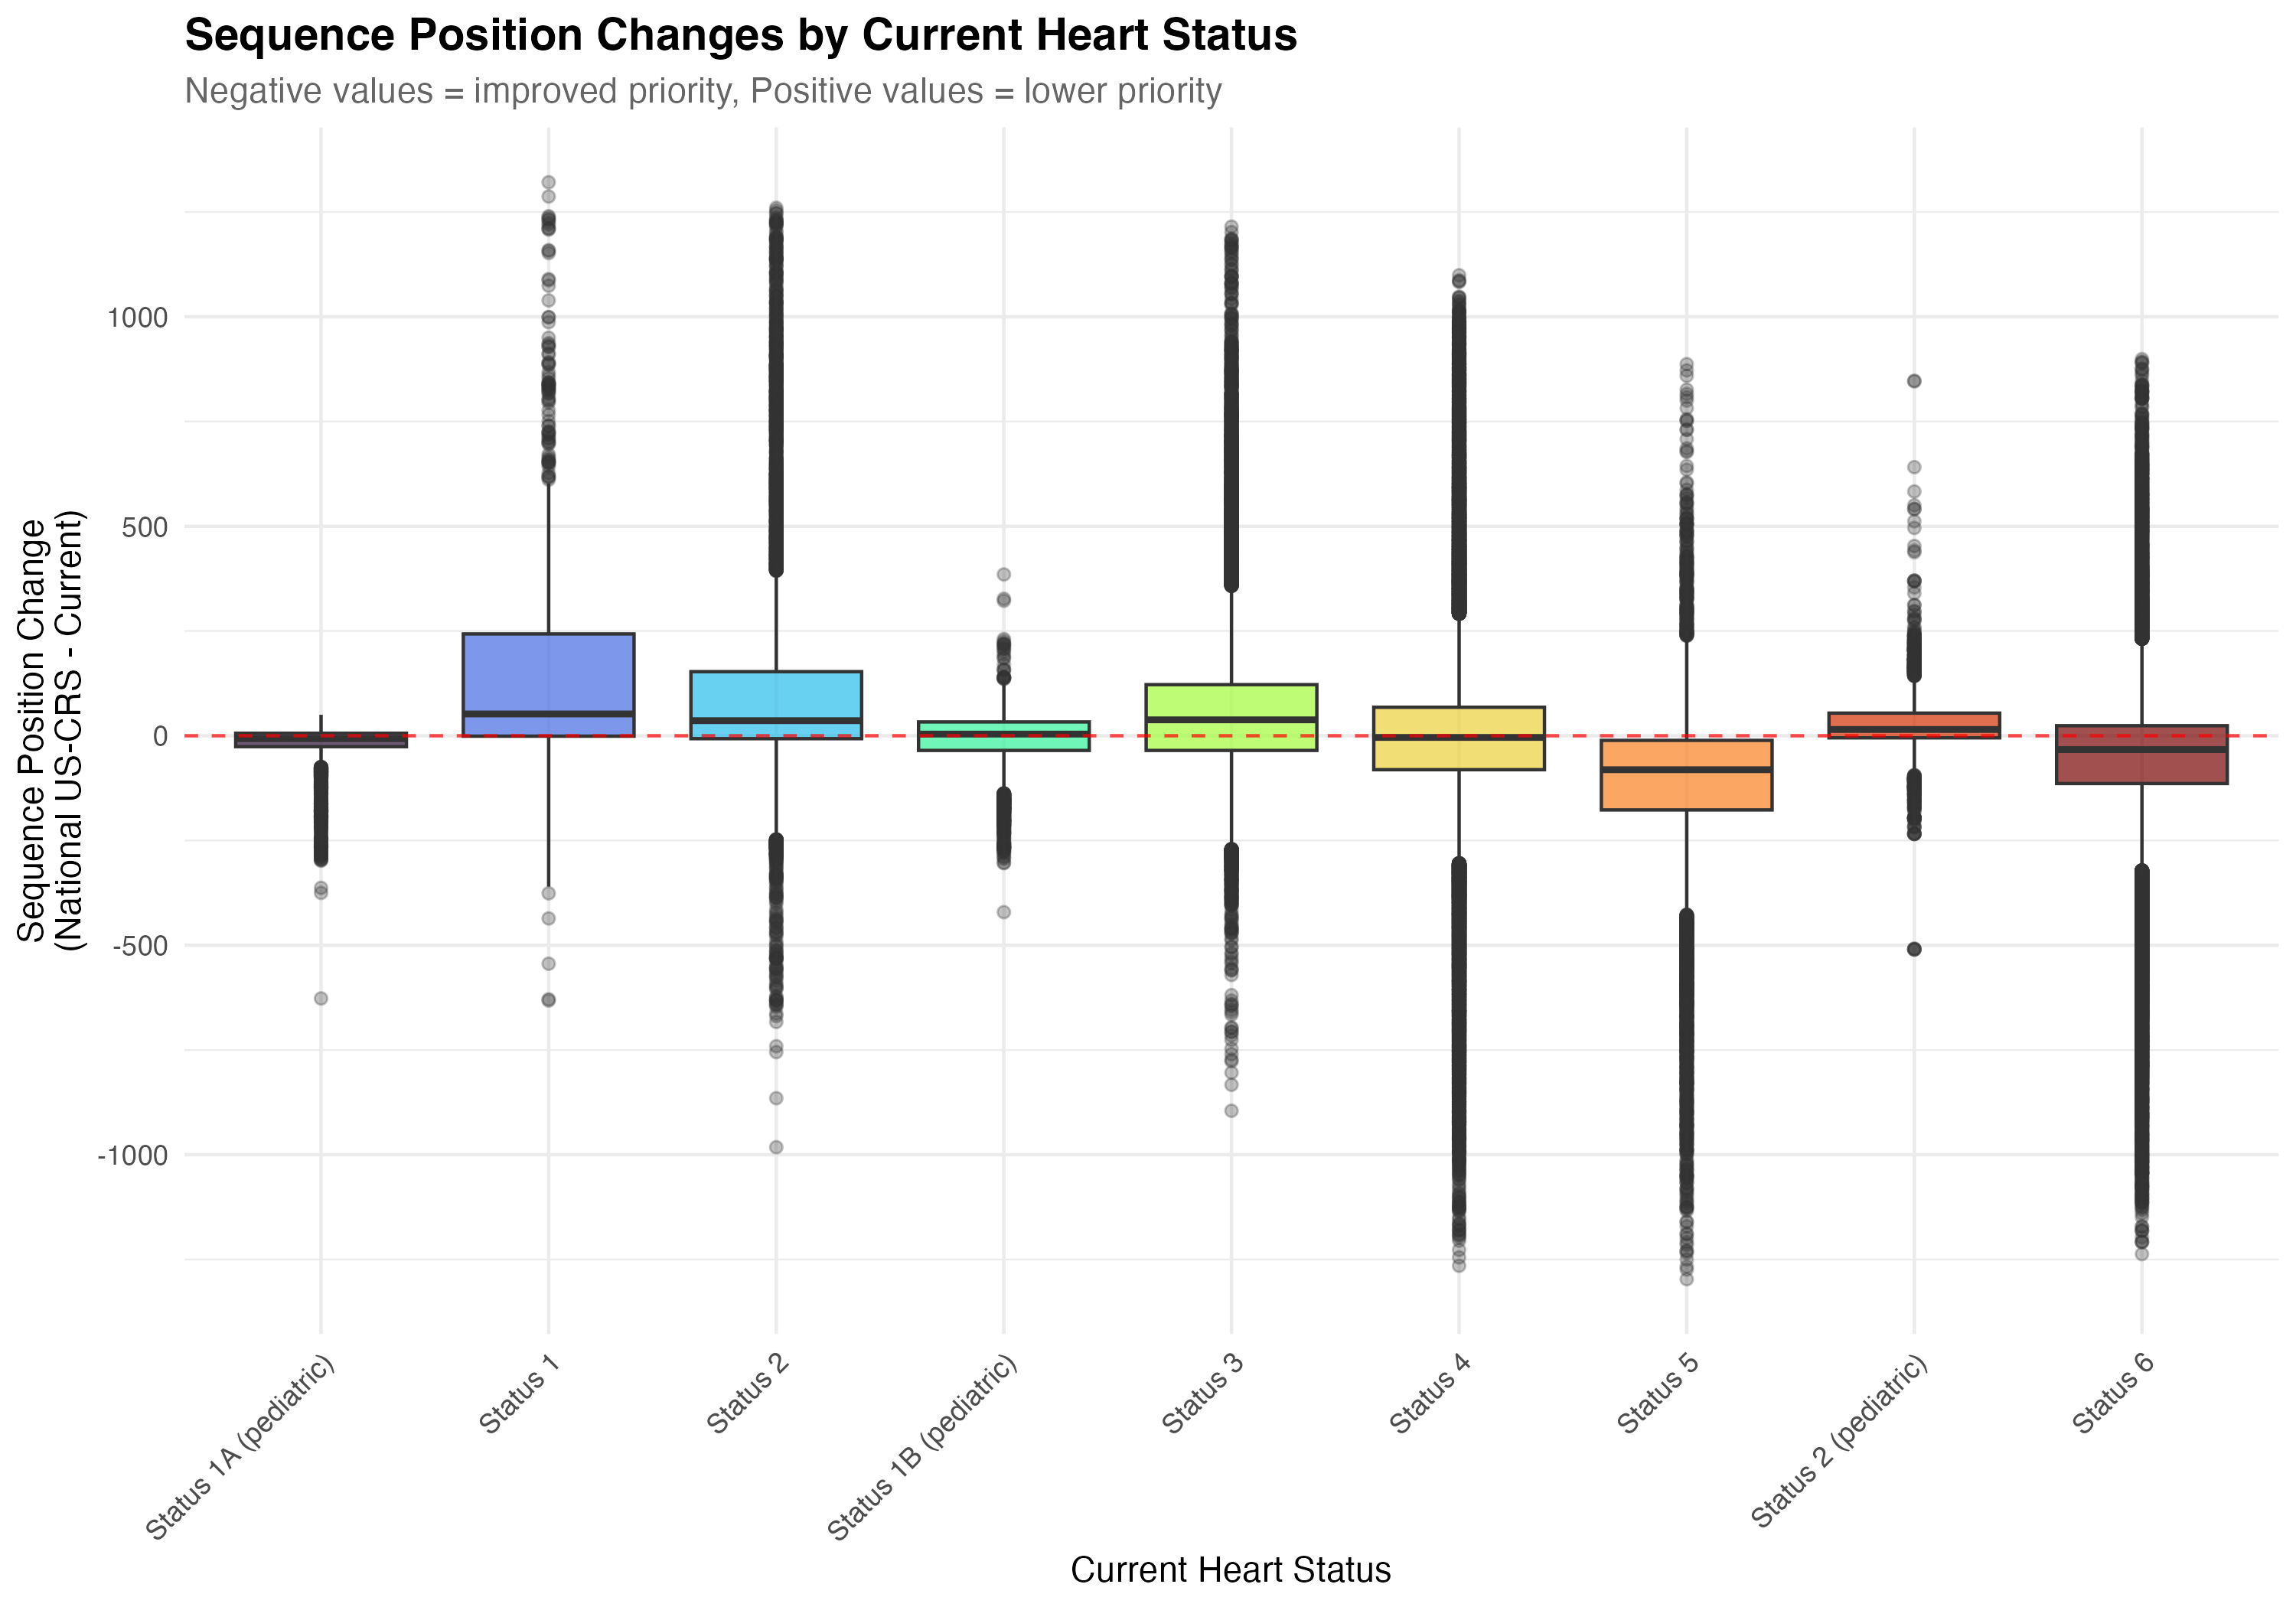 Sequence Position Changes by Current Heart Status
Negative values = improved priority, Positive values = lower priority
Sequence Position Change
(National US-CRS - Current)
1000
500
0
-500
-1000
Status 1A (pediatric)
Status 1
Status 2
Status 1B (pediatric)
Status 3
Status 4
Status 5
Status 2 (pediatric)
Status 6
Current Heart Status